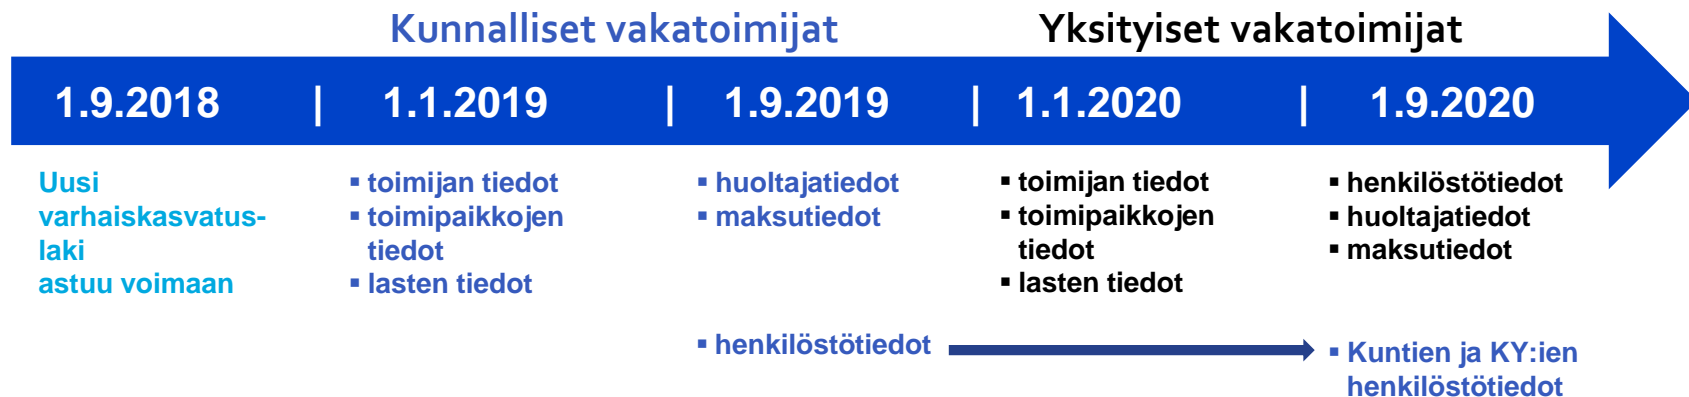 Kunnalliset vakatoimijat
Yksityiset vakatoimijat
1.9.2018 | 1.1.2019 | 1.9.2019 | 1.1.2020 | 1.9.2020
Uusi
varhaiskasvatus-
laki
astuu voimaan
▪ toimijan tiedot
▪ toimipaikkojen
tiedot
▪ lasten tiedot
▪ huoltajatiedot
▪ maksutiedot
▪ henkilöstötiedot
▪ toimijan tiedot
▪ toimipaikkojen
tiedot
▪ lasten tiedot
▪ henkilöstötiedot
▪ huoltajatiedot
▪ maksutiedot
▪ Kuntien ja KY:ien
henkilöstötiedot